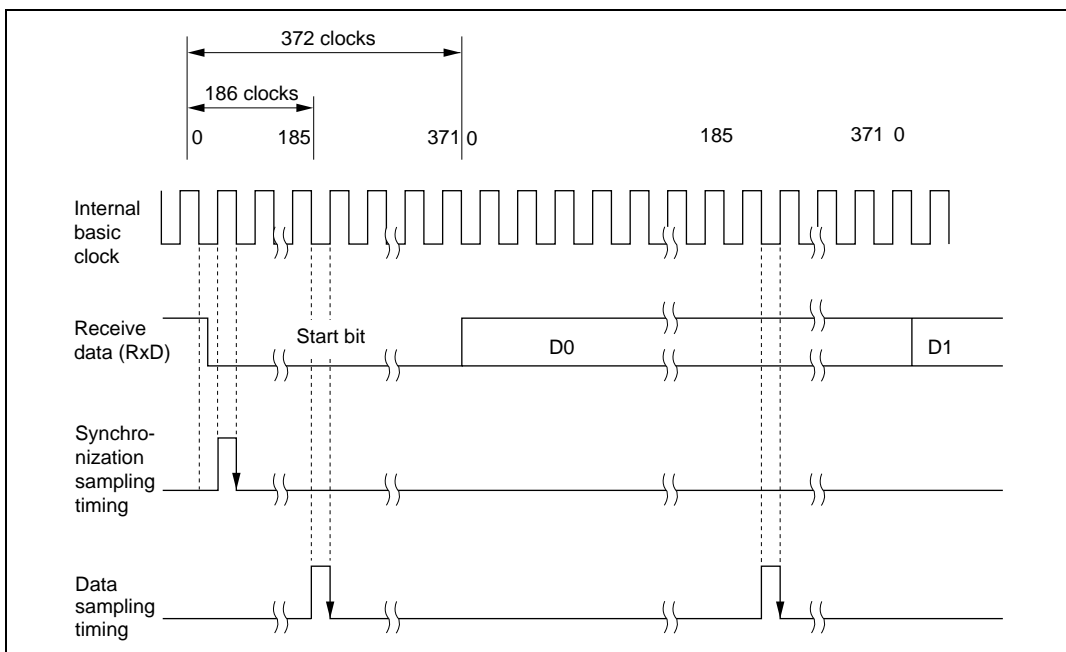 372 clocks
186 clocks
0 185 371 0 185 371 0
Internal
basic
clock
Receive
data (RxD)
Start bit
D0
D1
Synchro-
nization
sampling
timing
Data
sampling
timing